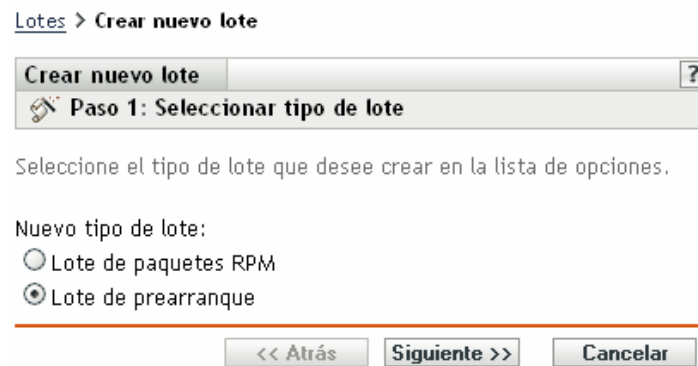 Lotes > Crear nuevo lote
Crear nuevo lote ?
Paso 1: Seleccionar tipo de lote
Seleccione el tipo de lote que desee crear en la lista de opciones.
Nuevo tipo de lote:
Lote de paquetes RPM
Lote de prearranque
<< Atrás Siguiente >> Cancelar